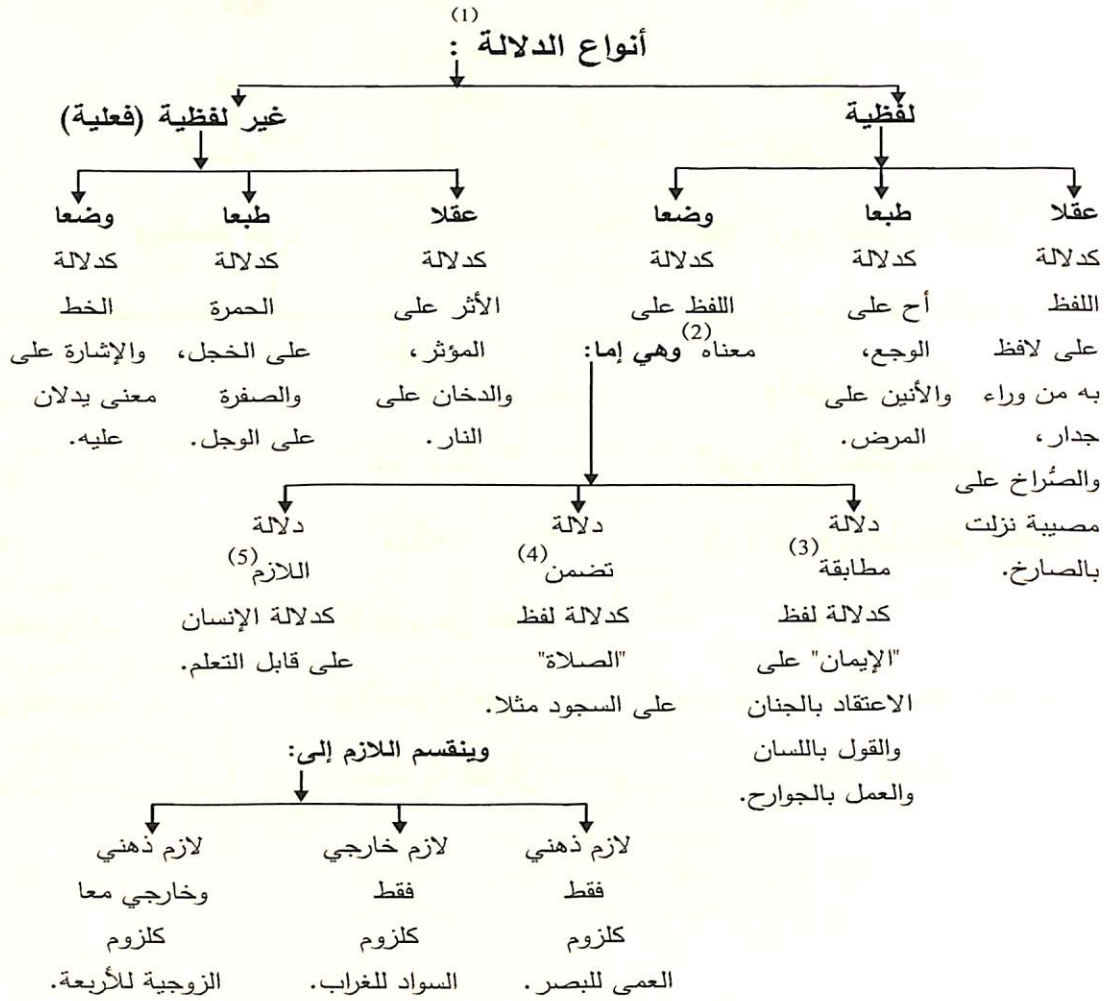 أنواع الدلالة (1) :
لفظية
غير لفظية (فعلية)
عقلا
كدلالة
اللفظ
على لافظ
به من وراء
جدار،
والصُّراخ على
مصيبة نزلت
بالصارخ.
طبعا
كدلالة
أح على
الوجع،
والأنين على
المرض.
وضعا
كدلالة
اللفظ على
معناه(2) وهي إما:
عقلا
كدلالة
الأثر على
المؤثر،
والدخان على
النار.
طبعا
كدلالة
الحمرة
على الخجل،
والصفرة
على الوجل.
وضعا
كدلالة
الخط
والإشارة على
معنى يدلان
عليه.
دلالة
مطابقة(3)
كدلالة لفظ
"الإيمان" على
الاعتقاد بالجنان
والقول باللسان
والعمل بالجوارح.
دلالة
تضمن(4)
كدلالة لفظ
"الصلاة"
على السجود مثلا.
دلالة
اللازم(5)
كدلالة الإنسان
على قابل التعلم.
وينقسم اللازم إلى:
لازم ذهني
فقط
كلزوم
العمى للبصر.
لازم خارجي
فقط
كلزوم
السواد للغراب.
لازم ذهني
وخارجي معا
كلزوم
الزوجية للأربعة.